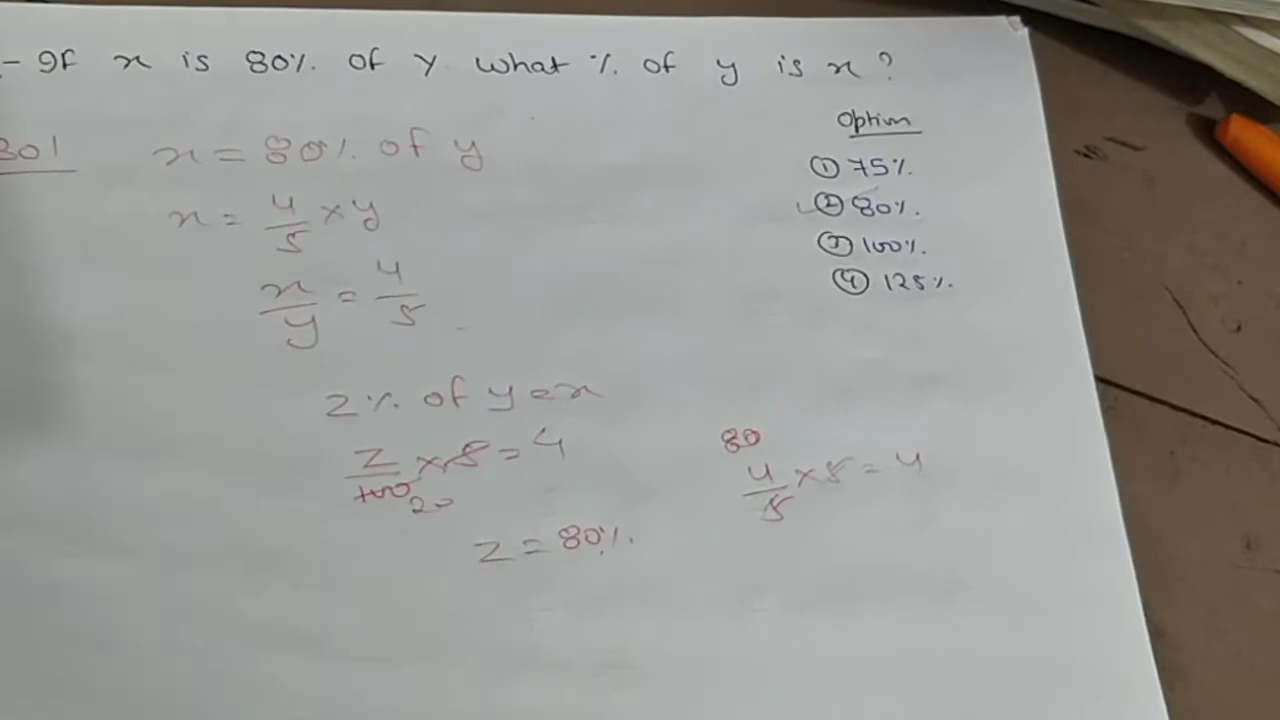 - If x is 80% of y what % of y is x?
Sol
x = 80% of y
x = 4/5 × y
x/y = 4/5
Z% of y = x
Z/100 × 5 = 4
20
Z = 80%.
80
4/5 × 5 = 4
Option
① 75%.
② 80%.
③ 100%.
④ 125%.